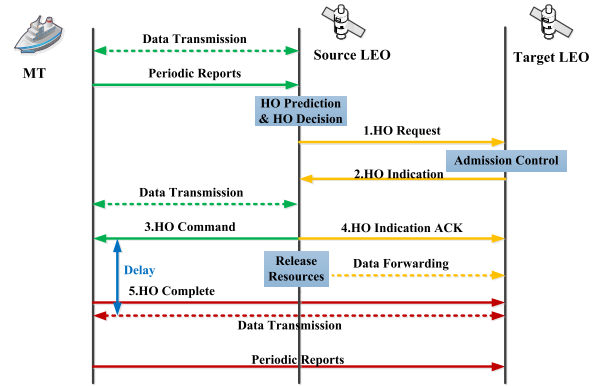 Data Transmission
Source LEO
Target LEO
MT
Periodic Reports
HO Prediction
& HO Decision
1.HO Request
Admission Control
2.HO Indication
Data Transmission
3.HO Command
4.HO Indication ACK
Release
Resources
Data Forwarding
Delay
5.HO Complete
Data Transmission
Periodic Reports